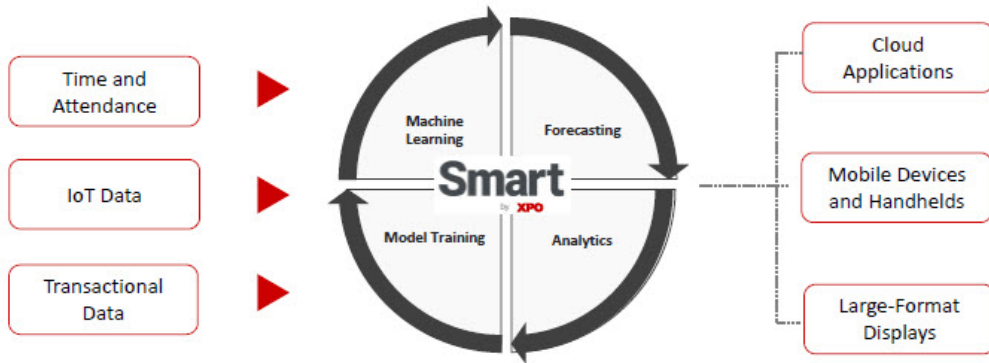 Time and
Attendance
IoT Data
Transactional
Data
Machine
Learning
Forecasting
Smart
by XPO
Model Training
Analytics
Cloud
Applications
Mobile Devices
and Handhelds
Large-Format
Displays